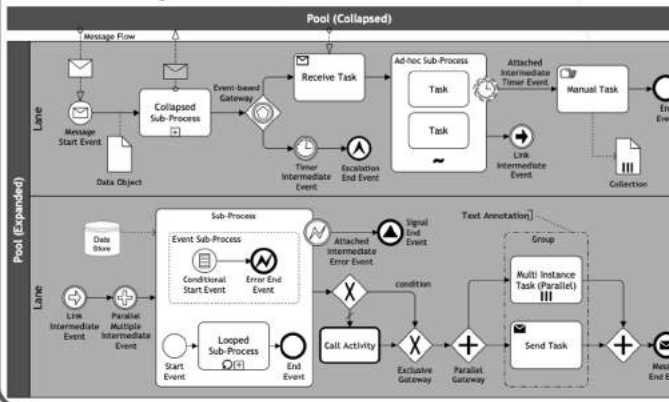 Pool (Collapsed)
Message Flow
Pool (Expanded)
Lane
Message
Start Event
Data Object
Collapsed
Sub-Process
Event-based
Gateway
Receive Task
Timer
Intermediate
Event
Escalation
End Event
Ad-hoc Sub-Process
Task
Task
Attached
Intermediate
Timer Event
Link
Intermediate
Event
Manual Task
Collection
Lane
Data
Store
Link
Intermediate
Event
Parallel
Multiple
Intermediate
Event
Sub-Process
Event Sub-Process
Conditional
Start Event
Error End
Event
Start
Event
Looped
Sub-Process
End
Event
Attached
Intermediate
Error Event
Signal
End
Event
condition
Call Activity
Exclusive
Gateway
Parallel
Gateway
Text Annotation
Group
Multi Instance
Task (Parallel)
Send Task